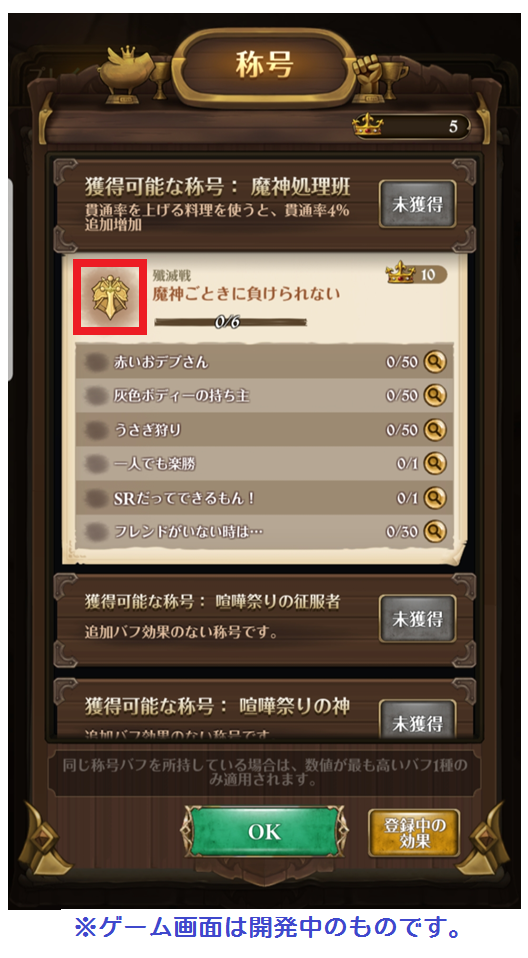 称号
5
獲得可能な称号： 魔神処理班
貫通率を上げる料理を使うと、貫通率4%
追加増加
未獲得
殲滅戦
10
魔神ごときに負けられない
0/6
赤いおデブさん 0/50
灰色ボディーの持ち主 0/50
うさぎ狩り 0/50
一人でも楽勝 0/1
SRだってできるもん！ 0/1
フレンドがいない時は… 0/30
獲得可能な称号： 喧嘩祭りの征服者
追加バフ効果のない称号です。
未獲得
獲得可能な称号： 喧嘩祭りの神
追加バフ効果のない称号です
未獲得
同じ称号バフを所持している場合は、数値が最も高いバフ1種の
み適用されます。
OK
登録中の
効果
※ゲーム画面は開発中のものです。